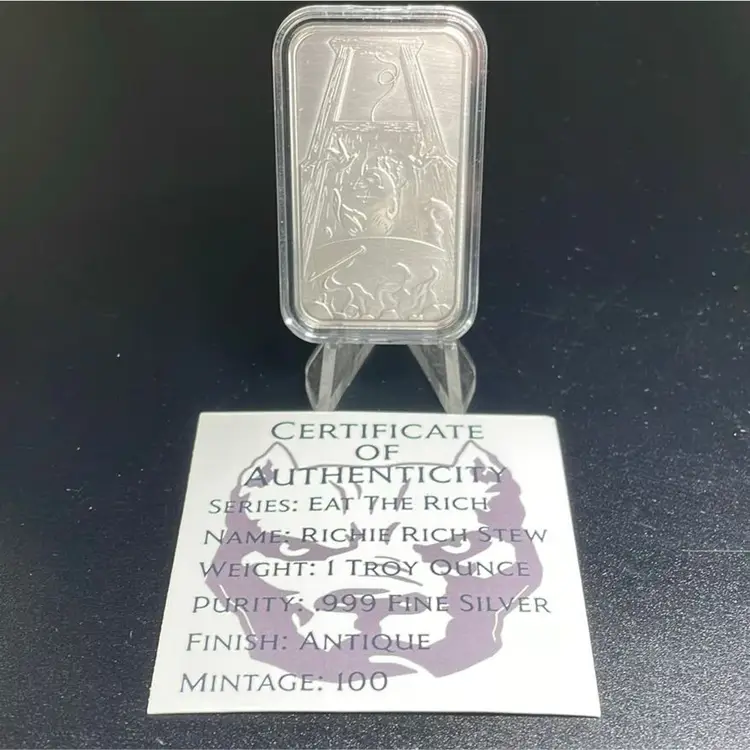 CERTIFICATE
OF
AUTHENTICITY
SERIES: EAT THE RICH
NAME: RICHIE RICH STEW
WEIGHT: 1 TROY OUNCE
PURITY: .999 FINE SILVER
FINISH: ANTIQUE
MINTAGE: 100